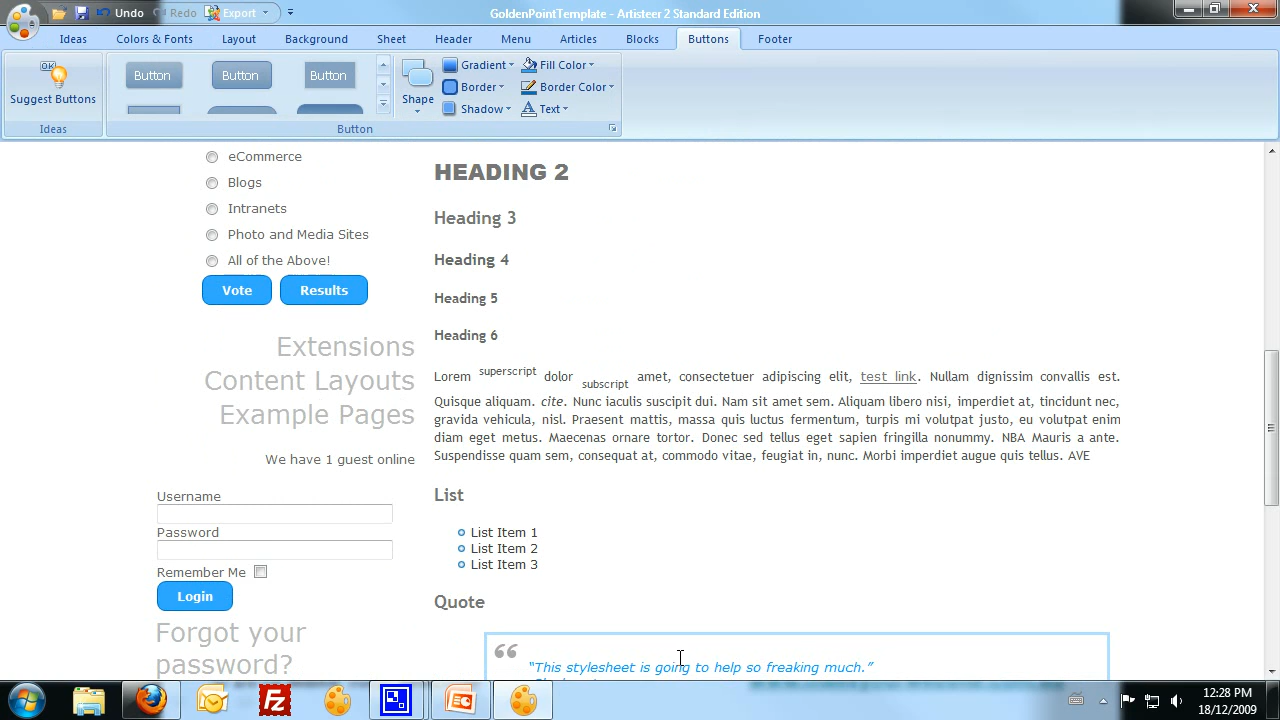 GoldenPointTemplate - Artisteer 2 Standard Edition
Undo Redo Export
Ideas Colors & Fonts Layout Background Sheet Header Menu Articles Blocks Buttons Footer
OK
Suggest Buttons
Button Button Button
Shape
Gradient Fill Color
Border Border Color
Shadow Text
Ideas Button
eCommerce
Blogs
Intranets
Photo and Media Sites
All of the Above!
Vote Results
Extensions
Content Layouts
Example Pages
We have 1 guest online
Username
Password
Remember Me
Login
Forgot your
password?
HEADING 2
Heading 3
Heading 4
Heading 5
Heading 6
Lorem superscript dolor subscript amet, consectetuer adipiscing elit, test link. Nullam dignissim convallis est.
Quisque aliquam. cite. Nunc iaculis suscipit dui. Nam sit amet sem. Aliquam libero nisi, imperdiet at, tincidunt nec,
gravida vehicula, nisl. Praesent mattis, massa quis luctus fermentum, turpis mi volutpat justo, eu volutpat enim
diam eget metus. Maecenas ornare tortor. Donec sed tellus eget sapien fringilla nonummy. NBA Mauris a ante.
Suspendisse quam sem, consequat at, commodo vitae, feugiat in, nunc. Morbi imperdiet augue quis tellus. AVE
List
List Item 1
List Item 2
List Item 3
Quote
“This stylesheet is going to help so freaking much.”
12:28 PM
18/12/2009